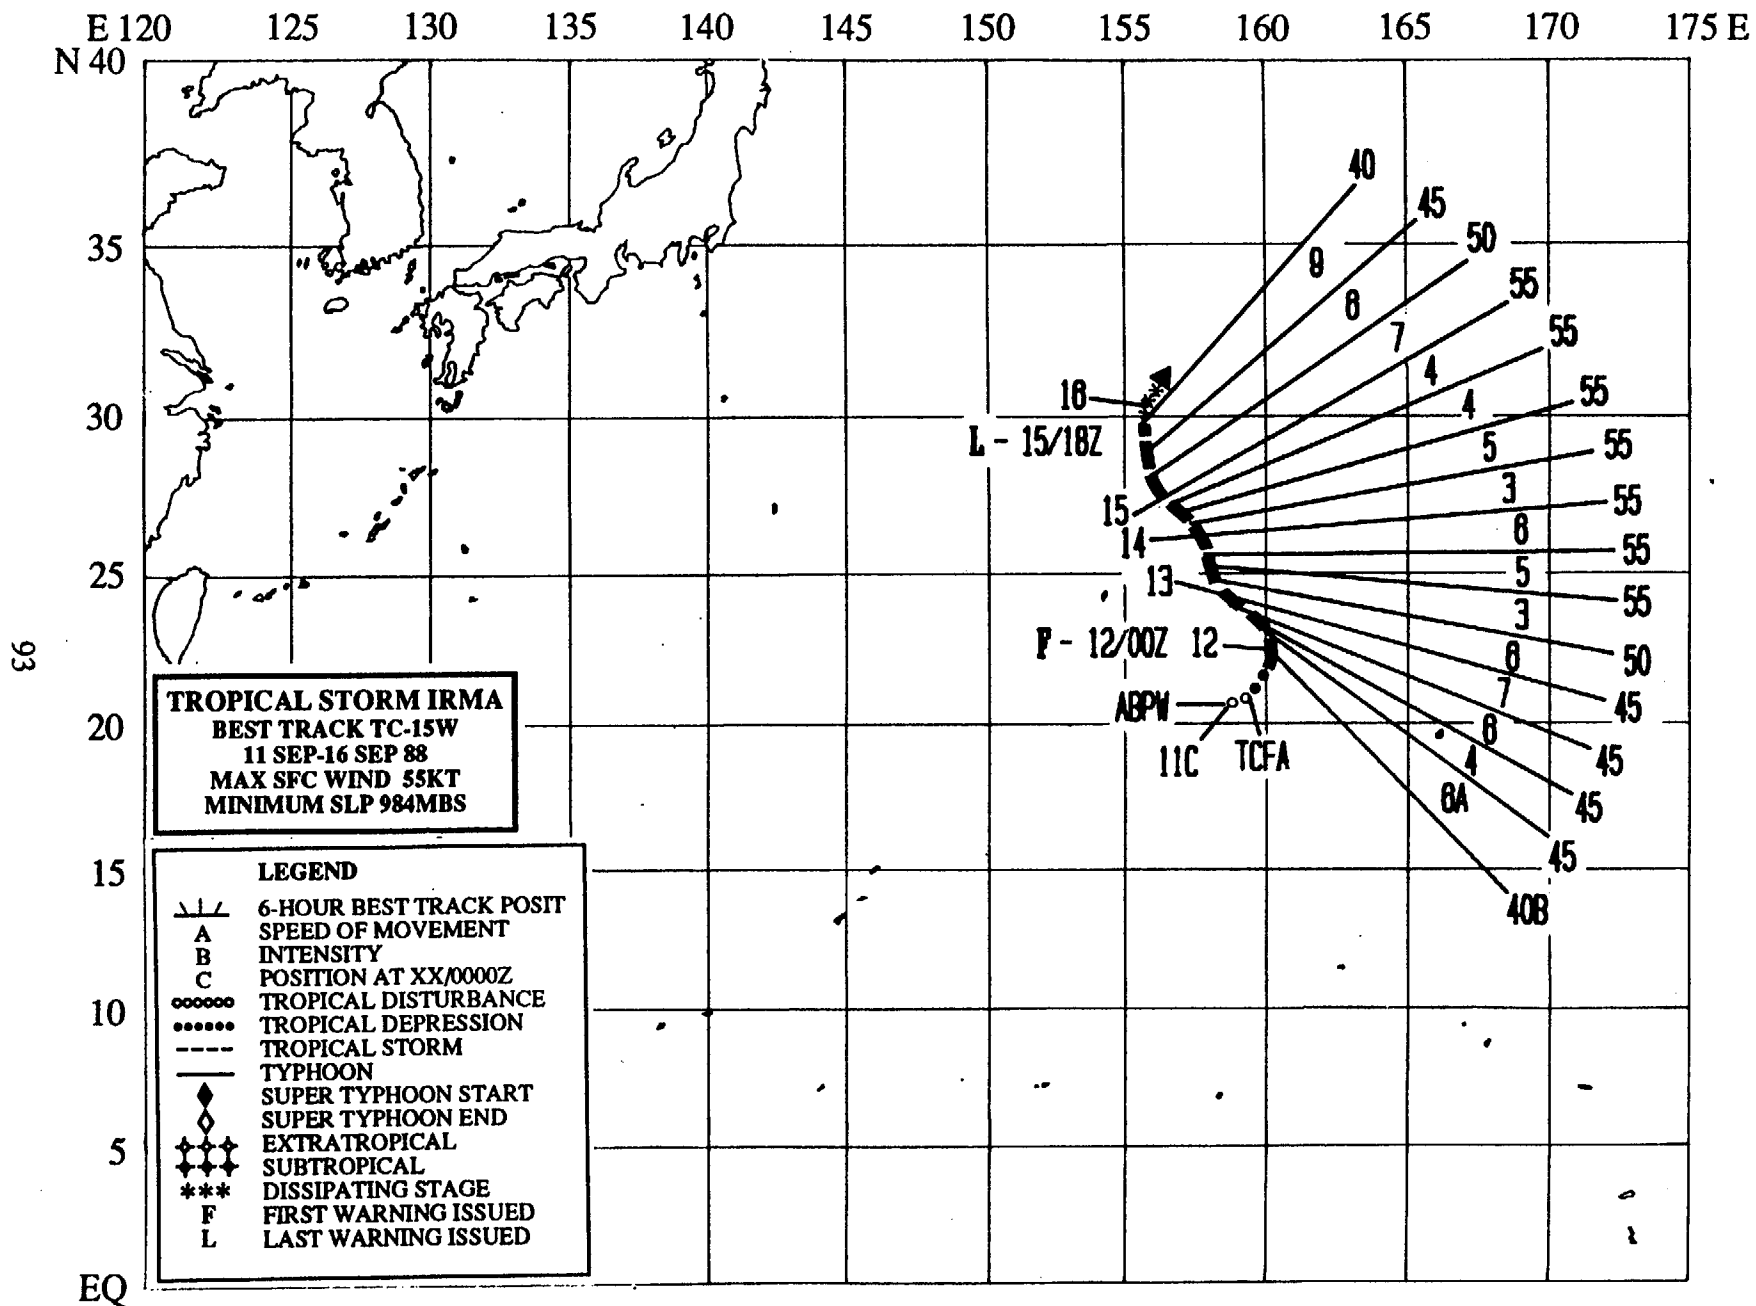 E 120 125 130 135 140 145 150 155 160 165 170 175 E
N 40
35
30
25
20
15
10
5
EQ
40
45
50
55
55
55
55
55
55
55
50
45
45
45
45
40B
9
6
7
4
4
5
3
6
5
3
6
7
6
4
6A
16
L - 15/18Z
15
14
13
F - 12/00Z 12
ABPW
11C
TCFA
93
TROPICAL STORM IRMA
BEST TRACK TC-15W
11 SEP-16 SEP 88
MAX SFC WIND 55KT
MINIMUM SLP 984MBS
LEGEND
6-HOUR BEST TRACK POSIT
A SPEED OF MOVEMENT
B INTENSITY
C POSITION AT XX/0000Z
TROPICAL DISTURBANCE
TROPICAL DEPRESSION
TROPICAL STORM
TYPHOON
SUPER TYPHOON START
SUPER TYPHOON END
EXTRATROPICAL
SUBTROPICAL
*** DISSIPATING STAGE
F FIRST WARNING ISSUED
L LAST WARNING ISSUED